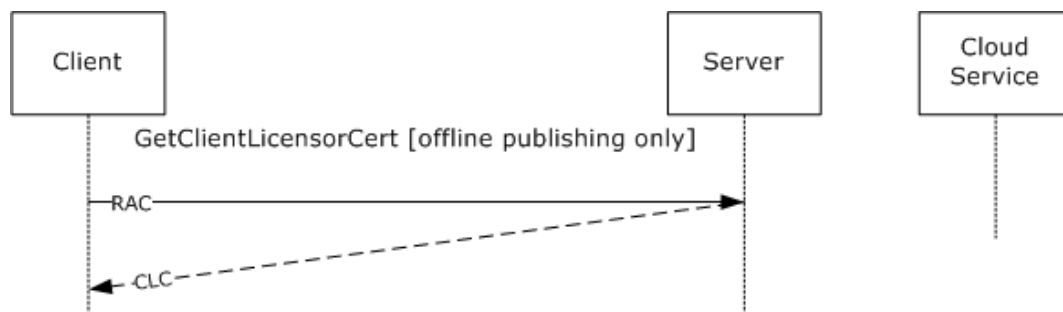 Client
Server
Cloud
Service
GetClientLicensorCert [offline publishing only]
RAC
CLC